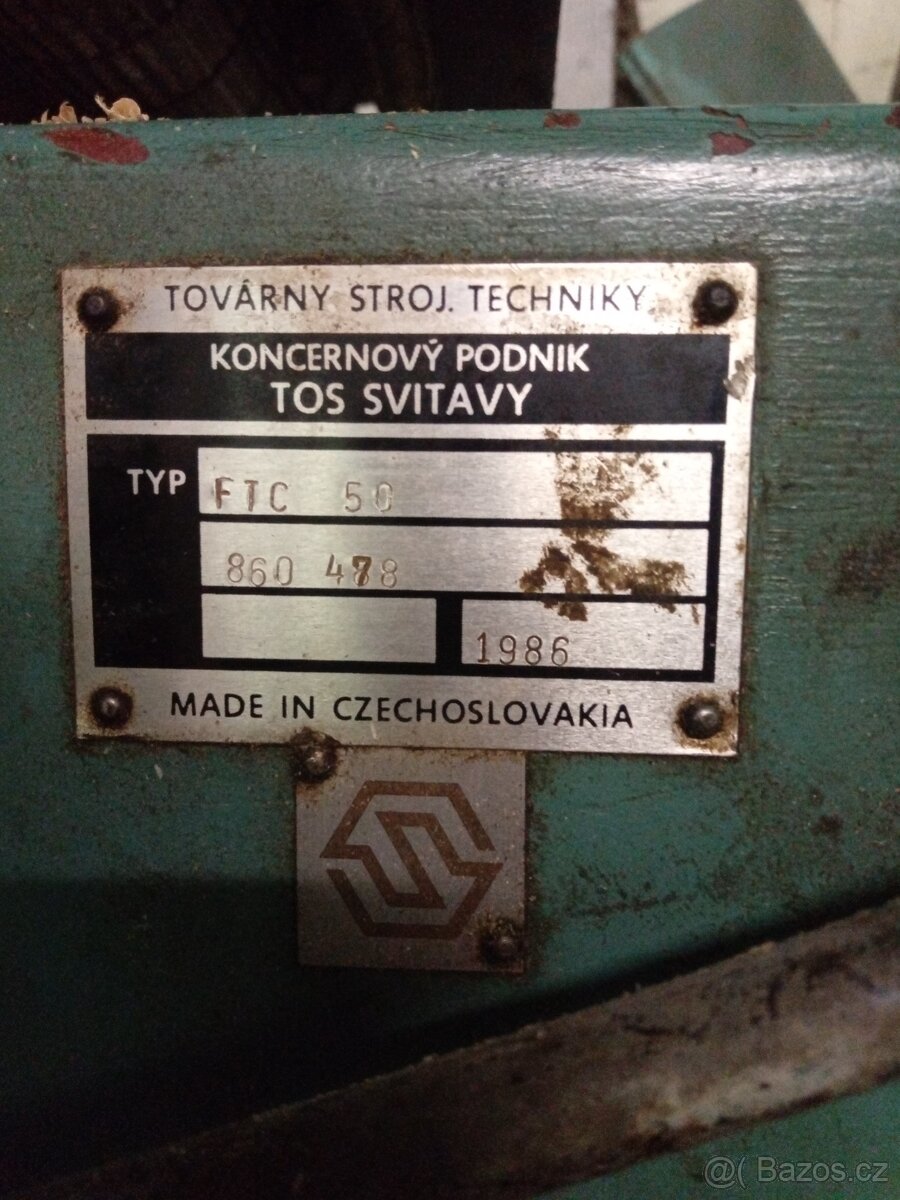 TOVÁRNY STROJ. TECHNIKY
KONCERNOVÝ PODNIK
TOS SVITAVY
TYP FTC 50
860 478
1986
MADE IN CZECHOSLOVAKIA
@( Bazos.cz